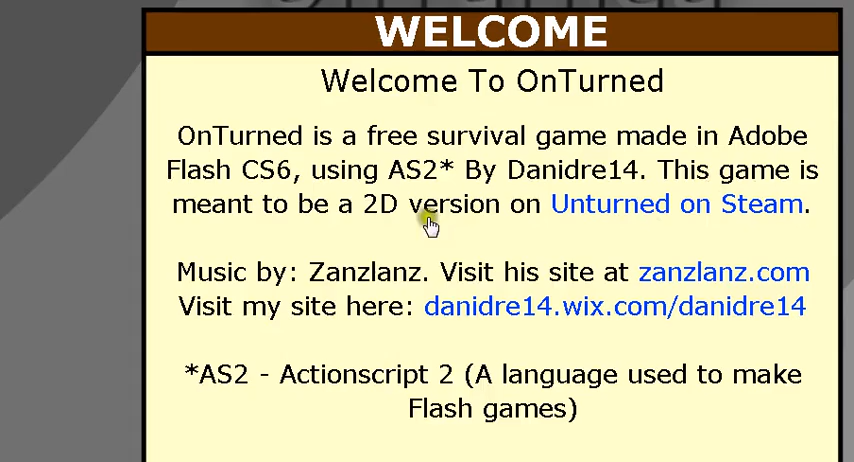 WELCOME
Welcome To OnTurned
OnTurned is a free survival game made in Adobe
Flash CS6, using AS2* By Danidre14. This game is
meant to be a 2D version on Unturned on Steam.
Music by: Zanzlanz. Visit his site at zanzlanz.com
Visit my site here: danidre14.wix.com/danidre14
*AS2 - Actionscript 2 (A language used to make
Flash games)